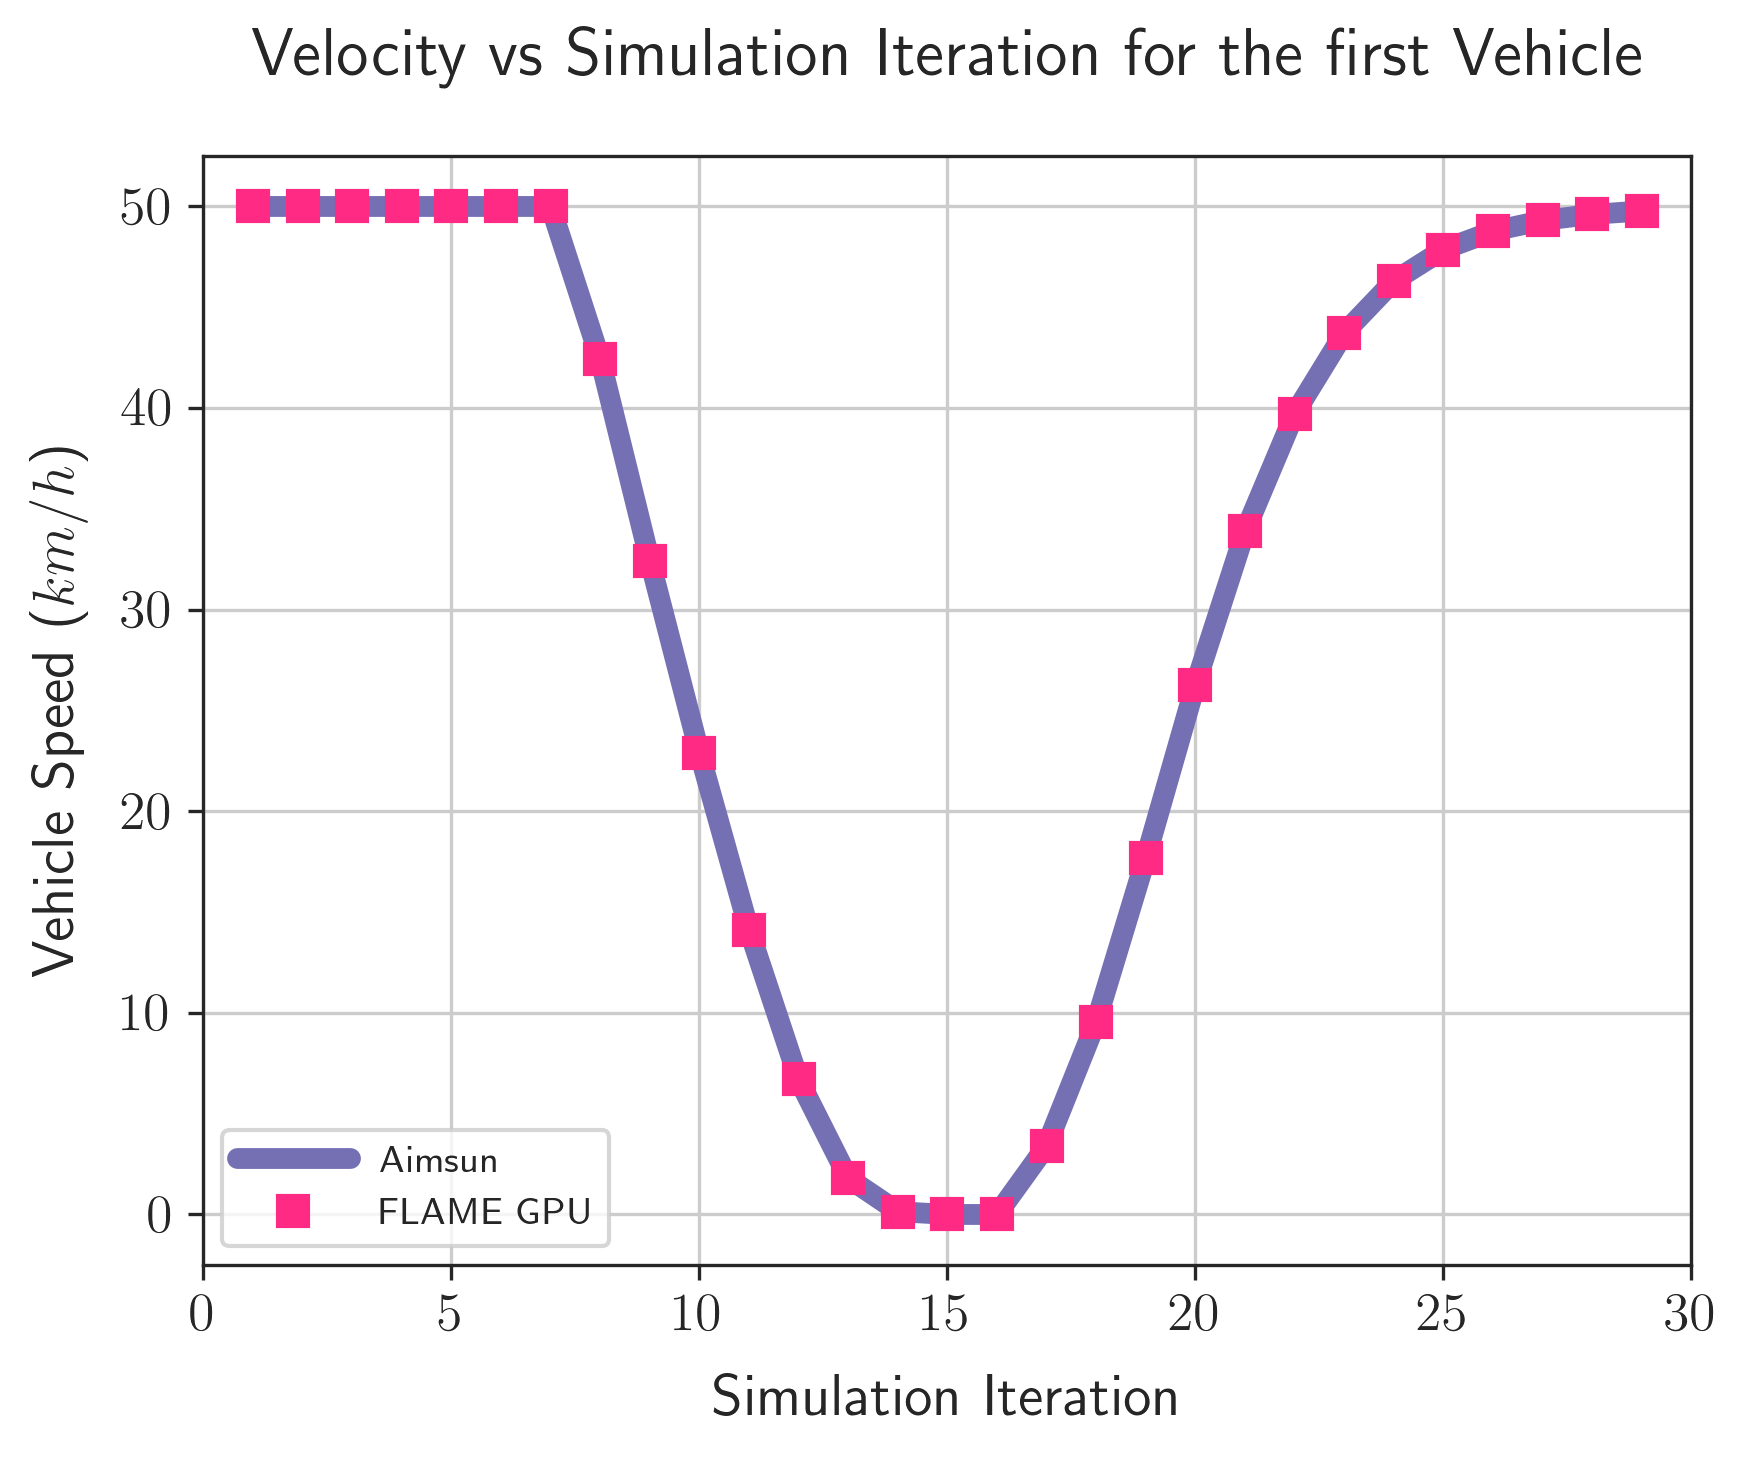 Velocity vs Simulation Iteration for the first Vehicle
Vehicle Speed (km/h)
50
40
30
20
10
0
Aimsun
FLAME GPU
0 5 10 15 20 25 30
Simulation Iteration